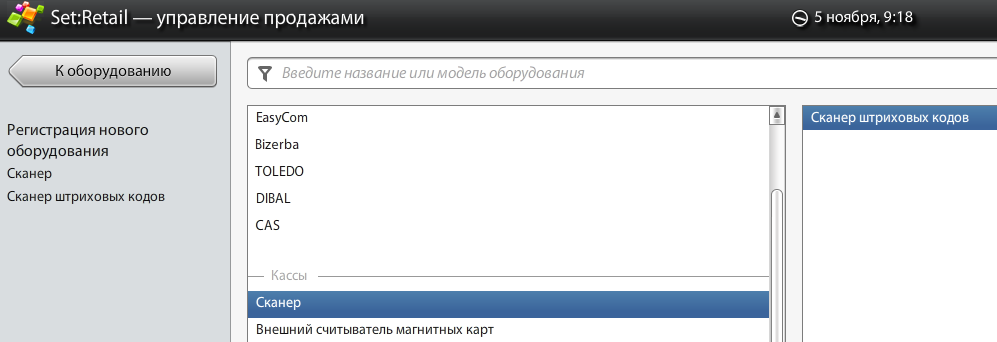 Set:Retail — управление продажами
5 ноября, 9:18
К оборудованию
Введите название или модель оборудования
Регистрация нового
оборудования
Сканер
Сканер штриховых кодов
EasyCom
Bizerba
TOLEDO
DIBAL
CAS
Кассы
Сканер
Внешний считыватель магнитных карт
Сканер штриховых кодов